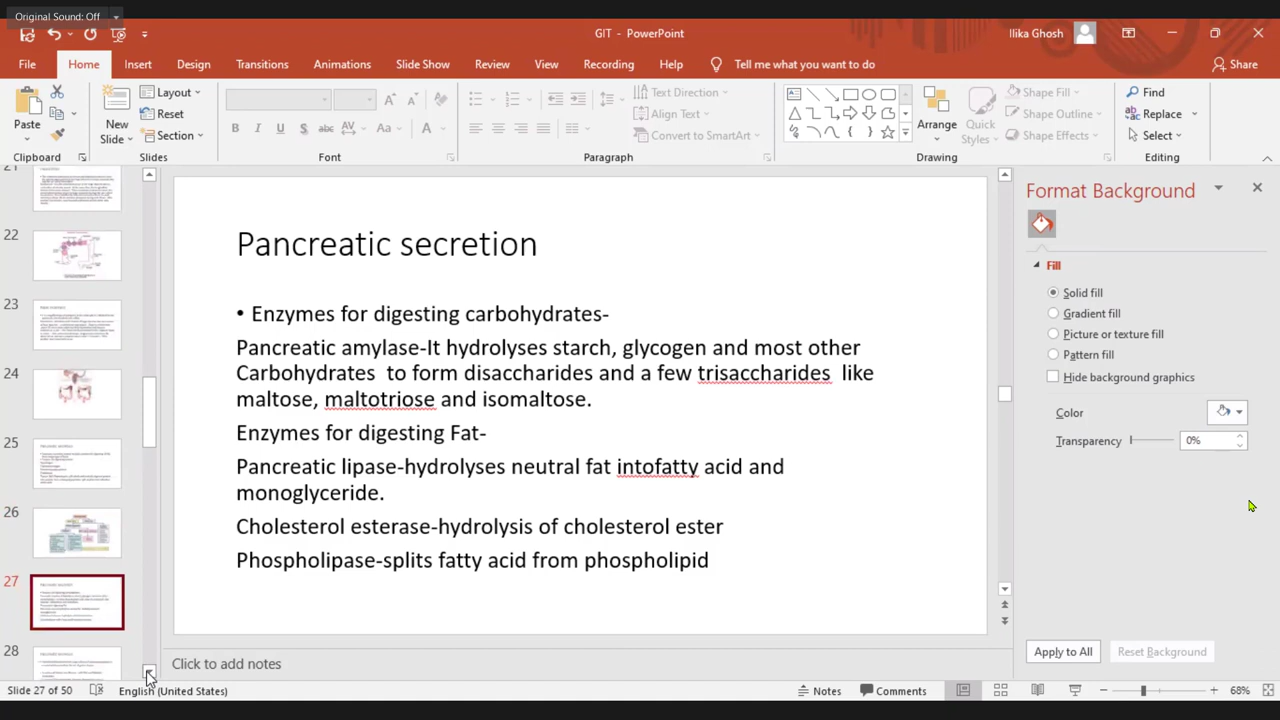 Original Sound: Off
GIT - PowerPoint
Ilika Ghosh
File Home Insert Design Transitions Animations Slide Show Review View Recording Help Tell me what you want to do Share
Paste
Clipboard
New
Slide
Layout
Reset
Section
Slides
B I U S abc AV Aa A
Font
Text Direction
Align Text
Convert to SmartArt
Paragraph
Arrange
Quick
Styles
Shape Fill
Shape Outline
Shape Effects
Drawing
Find
Replace
Select
Editing
21
22
23
24
25
26
27
28
Pancreatic secretion
• Enzymes for digesting carbohydrates-
Pancreatic amylase-It hydrolyses starch, glycogen and most other
Carbohydrates to form disaccharides and a few trisaccharides like
maltose, maltotriose and isomaltose.
Enzymes for digesting Fat-
Pancreatic lipase-hydrolyses neutral fat intofatty acid and
monoglyceride.
Cholesterol esterase-hydrolysis of cholesterol ester
Phospholipase-splits fatty acid from phospholipid
Click to add notes
Format Background
Fill
Solid fill
Gradient fill
Picture or texture fill
Pattern fill
Hide background graphics
Color
Transparency 0%
Apply to All Reset Background
Slide 27 of 50 English (United States) Notes Comments 68%